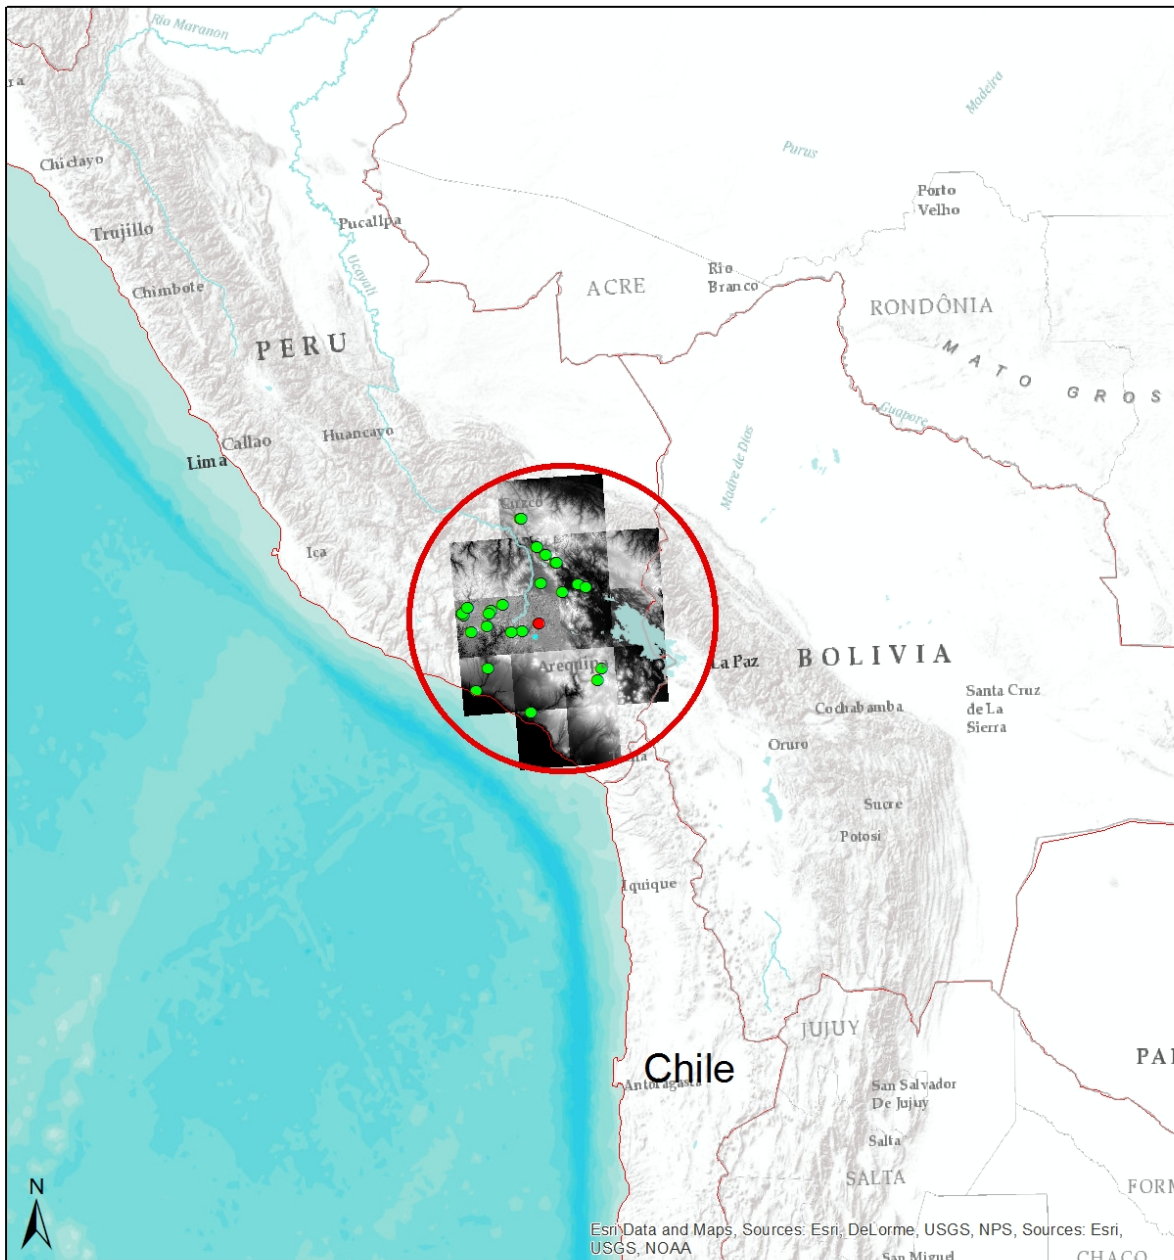 Rio Maranon
Madeira
Purus
Chiclayo
Porto
Velho
Pucallpa
Trujillo
Ucayali
Rio
Branco
ACRE
Chimbote
RONDÔNIA
PERU
MATO GROS
Guapore
Huancayo
Callao
Lima
Madre de Dios
Cuzco
Ica
Arequipa
La Paz
BOLIVIA
Santa Cruz
de La
Sierra
Cochabamba
Oruro
Sucre
Potosi
Iquique
JUJUY
Chile
Antofagasta
PAI
San Salvador
De Jujuy
Salta
SALTA
N
FORM
Esri Data and Maps, Sources: Esri, DeLorme, USGS, NPS, Sources: Esri,
USGS, NOAA
San Miguel
CHACO